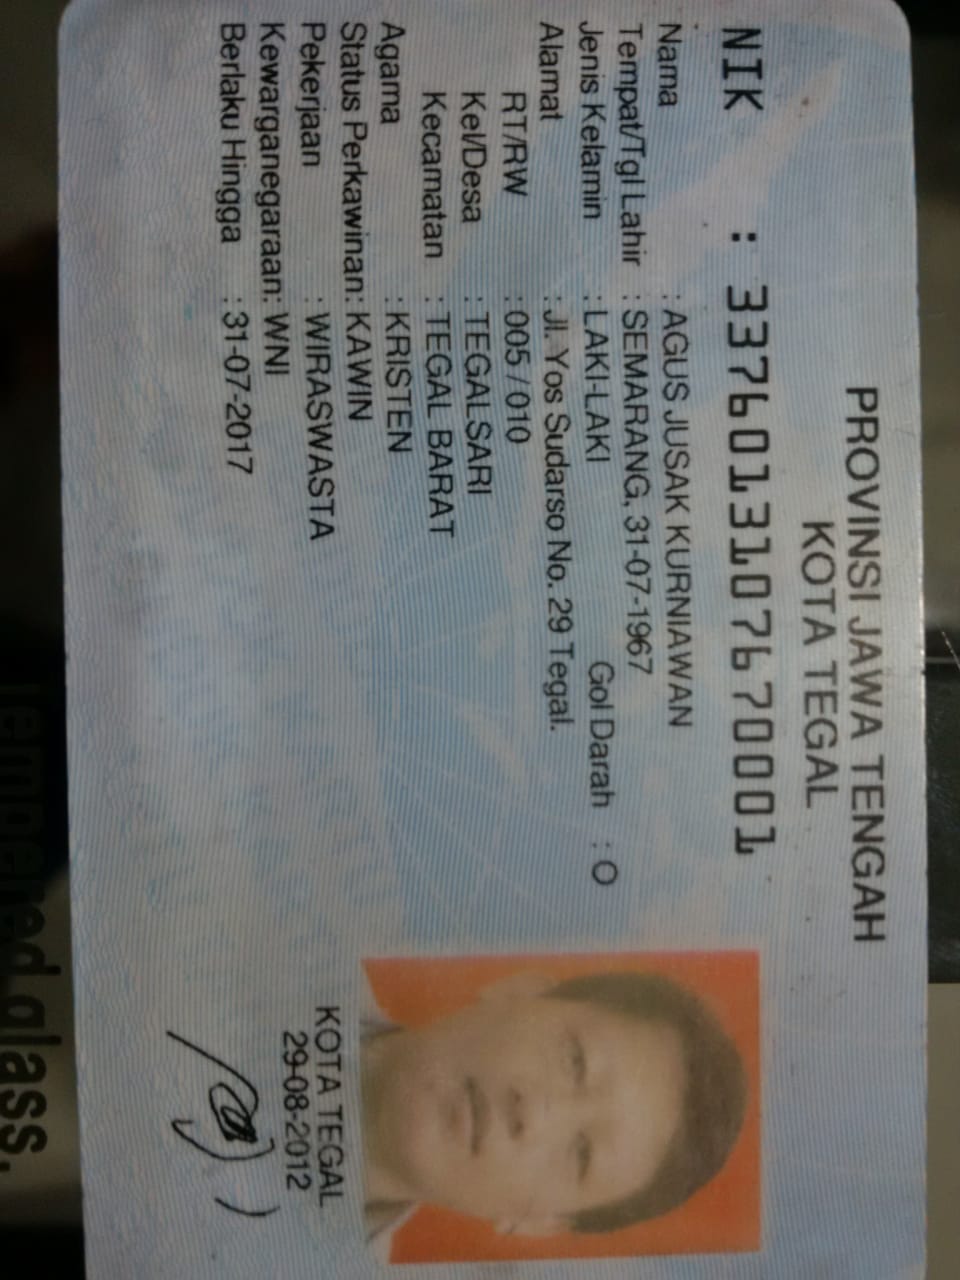 PROVINSI JAWA TENGAH
KOTA TEGAL
NIK : 3376013107670001
Nama : AGUS JUSAK KURNIAWAN
Tempat/Tgl Lahir : SEMARANG, 31-07-1967
Jenis Kelamin : LAKI-LAKI Gol Darah : O
Alamat : Jl. Yos Sudarso No. 29 Tegal.
RT/RW : 005 / 010
Kel/Desa : TEGALSARI
Kecamatan : TEGAL BARAT
Agama : KRISTEN
Status Perkawinan: KAWIN
Pekerjaan : WIRASWASTA
Kewarganegaraan: WNI
Berlaku Hingga : 31-07-2017
KOTA TEGAL
29-08-2012
Tempered glass,